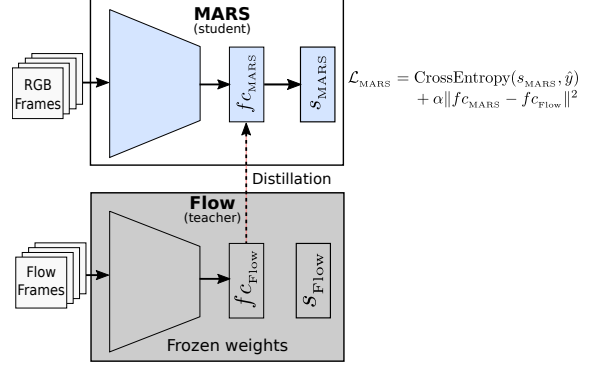 MARS
(student)
RGB
Frames
fc_MARS
s_MARS
ℒ_MARS = CrossEntropy(s_MARS, ŷ)
+ α‖fc_MARS − fc_Flow‖²
Distillation
Flow
(teacher)
Flow
Frames
fc_Flow
s_Flow
Frozen weights